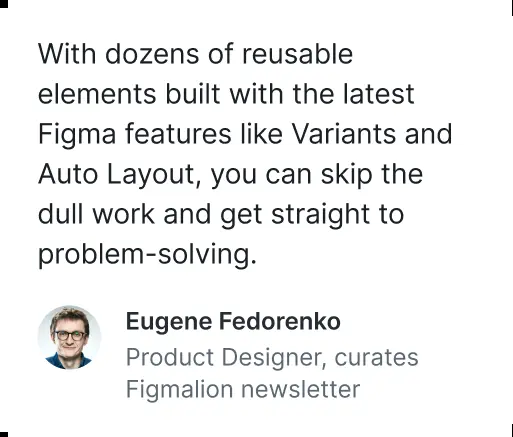 With dozens of reusable
elements built with the latest
Figma features like Variants and
Auto Layout, you can skip the
dull work and get straight to
problem-solving.
Eugene Fedorenko
Product Designer, curates
Figmalion newsletter